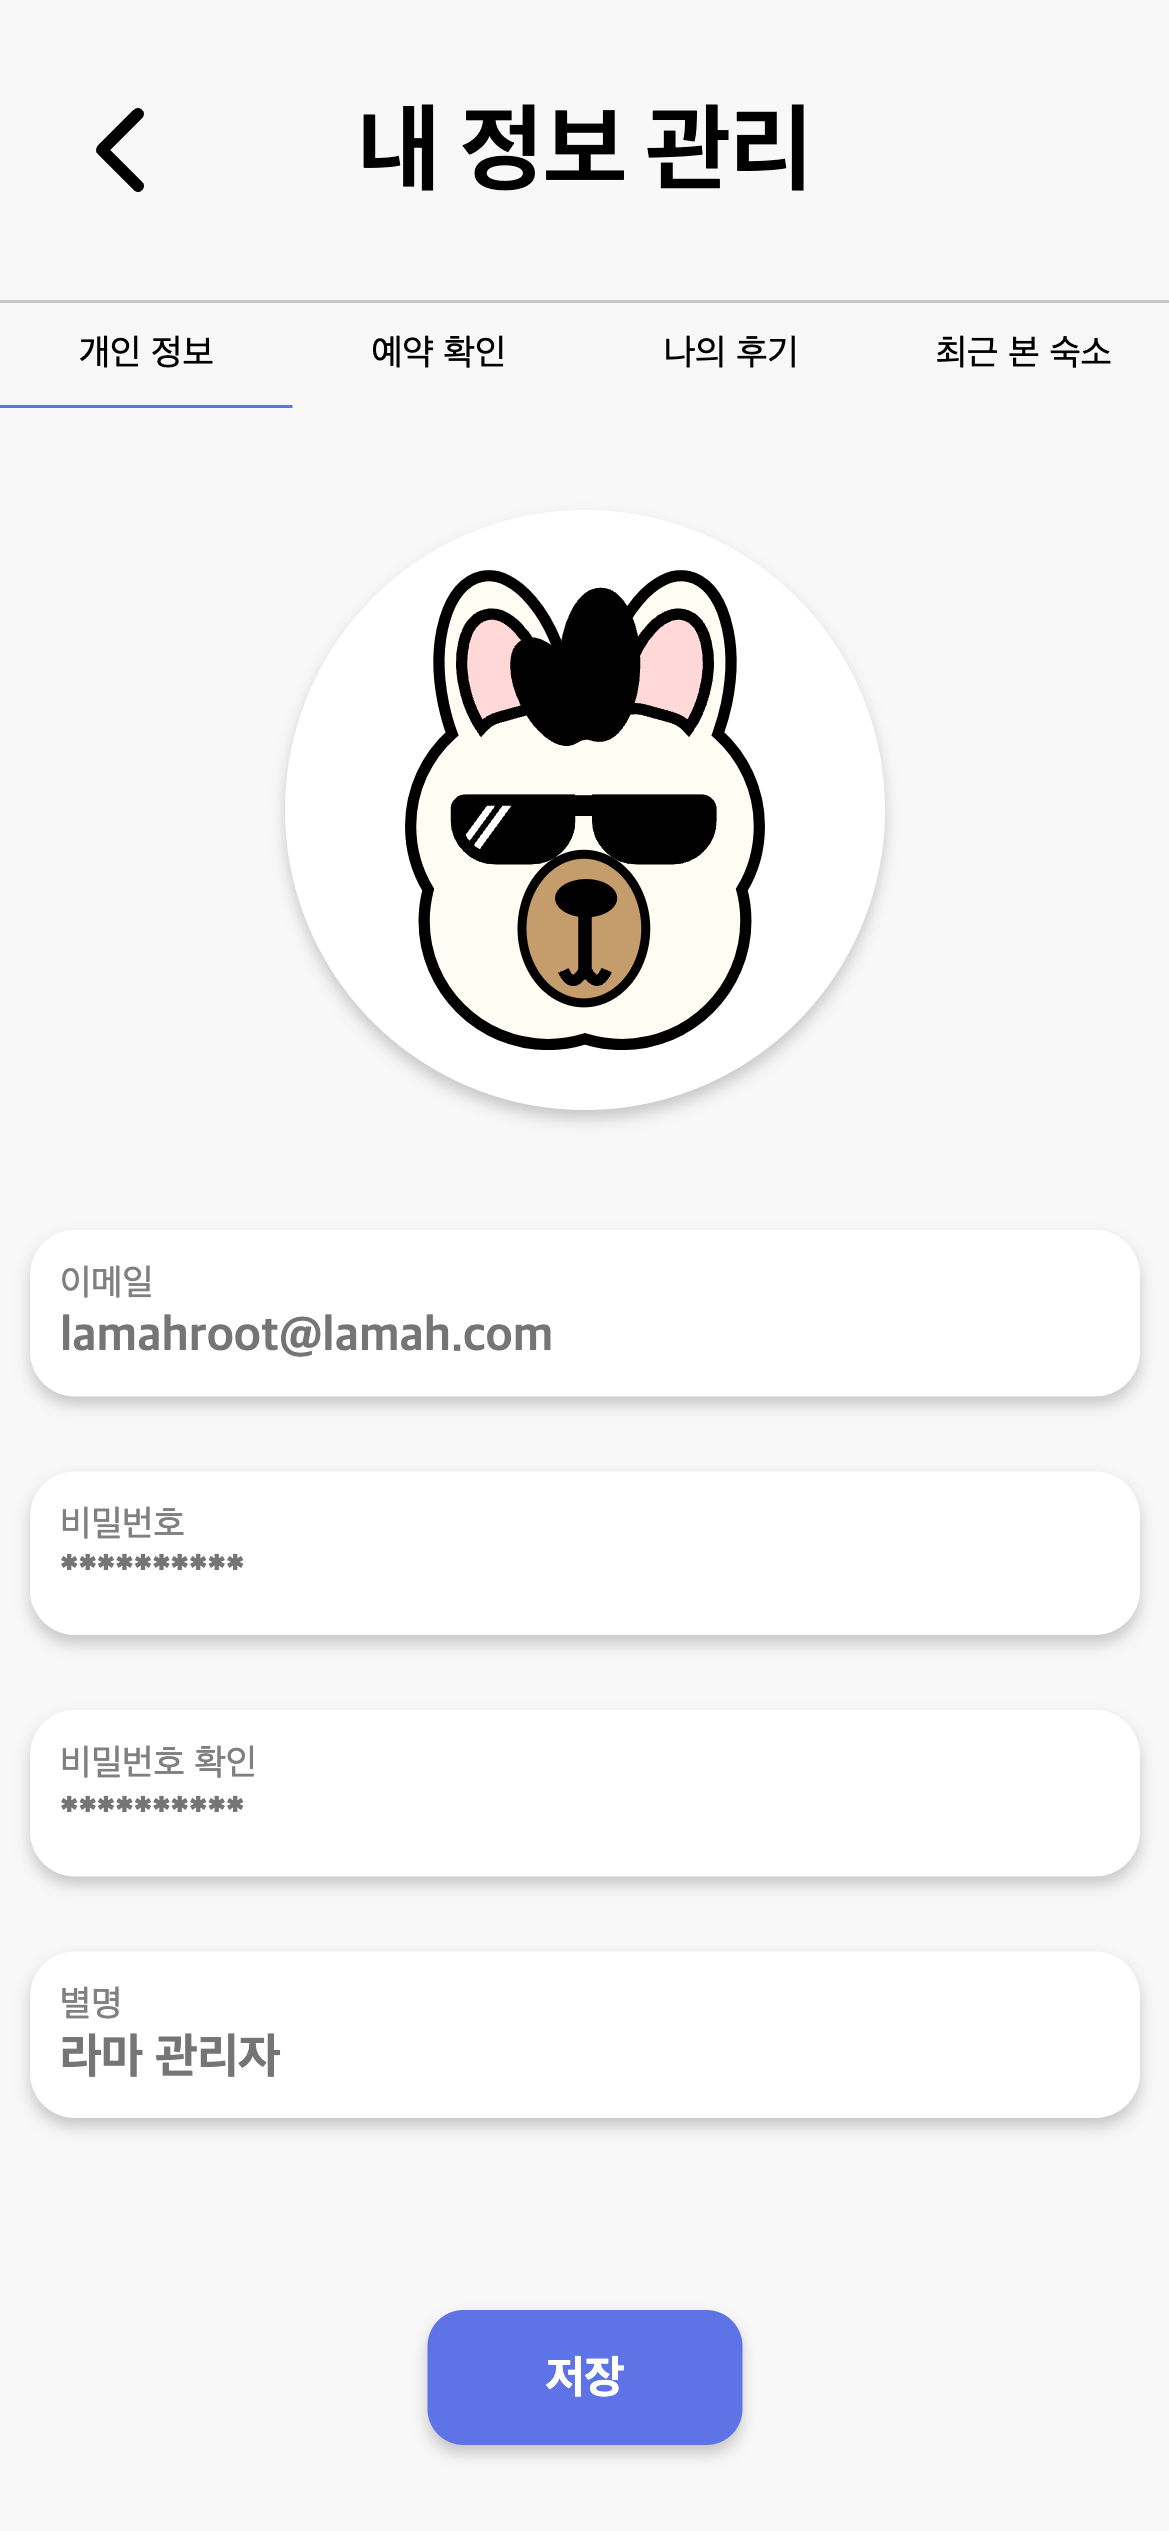 내 정보 관리
개인 정보 예약 확인 나의 후기 최근 본 숙소
이메일
lamahroot@lamah.com
비밀번호
**********
비밀번호 확인
**********
별명
라마 관리자
저장